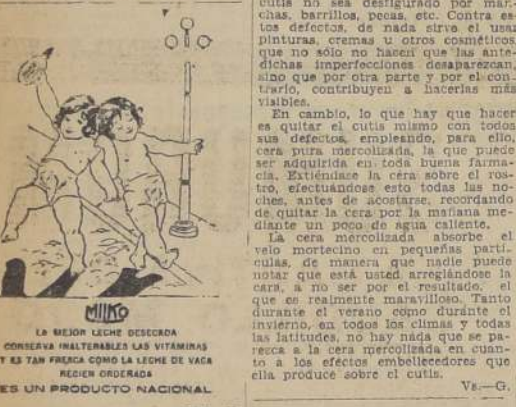 MILKO
LA MEJOR LECHE DESECADA
CONSERVA INALTERABLES LAS VITAMINAS
Y ES TAN FRESCA COMO LA LECHE DE VACA
RECIEN ORDEÑADA
ES UN PRODUCTO NACIONAL
cutis no sea desfigurado por man-
chas, barrillos, pecas, etc. Contra es-
tos defectos, de nada sirve el usar
pinturas, cremas u otros cosméticos
que no sólo no hacen que las ante-
dichas imperfecciones desaparezcan,
sino que por otra parte y por el con-
trario, contribuyen a hacerlas más
visibles.
En cambio, lo que hay que hacer
es quitar el cutis mismo con todos
sus defectos, empleando, para ello,
cera pura mercolizada, la que puede
ser adquirida en toda buena farma-
cia. Extiéndase la cera sobre el ros-
tro, efectuándose esto todas las no-
ches, antes de acostarse, recordando
de quitar la cera por la mañana me-
diante un poco de agua caliente.
La cera mercolizada absorbe el
velo mortecino en pequeñas partí-
culas, de manera que nadie puede
notar que está usted arreglándose la
cara, a no ser por el resultado, el
que es realmente maravilloso. Tanto
durante el verano como durante el
invierno, en todos los climas y todas
las latitudes, no hay nada que se pa-
rezca a la cera mercolizada en cuan-
to a los efectos embellecedores que
ella produce sobre el cutis.
Vs.—G.